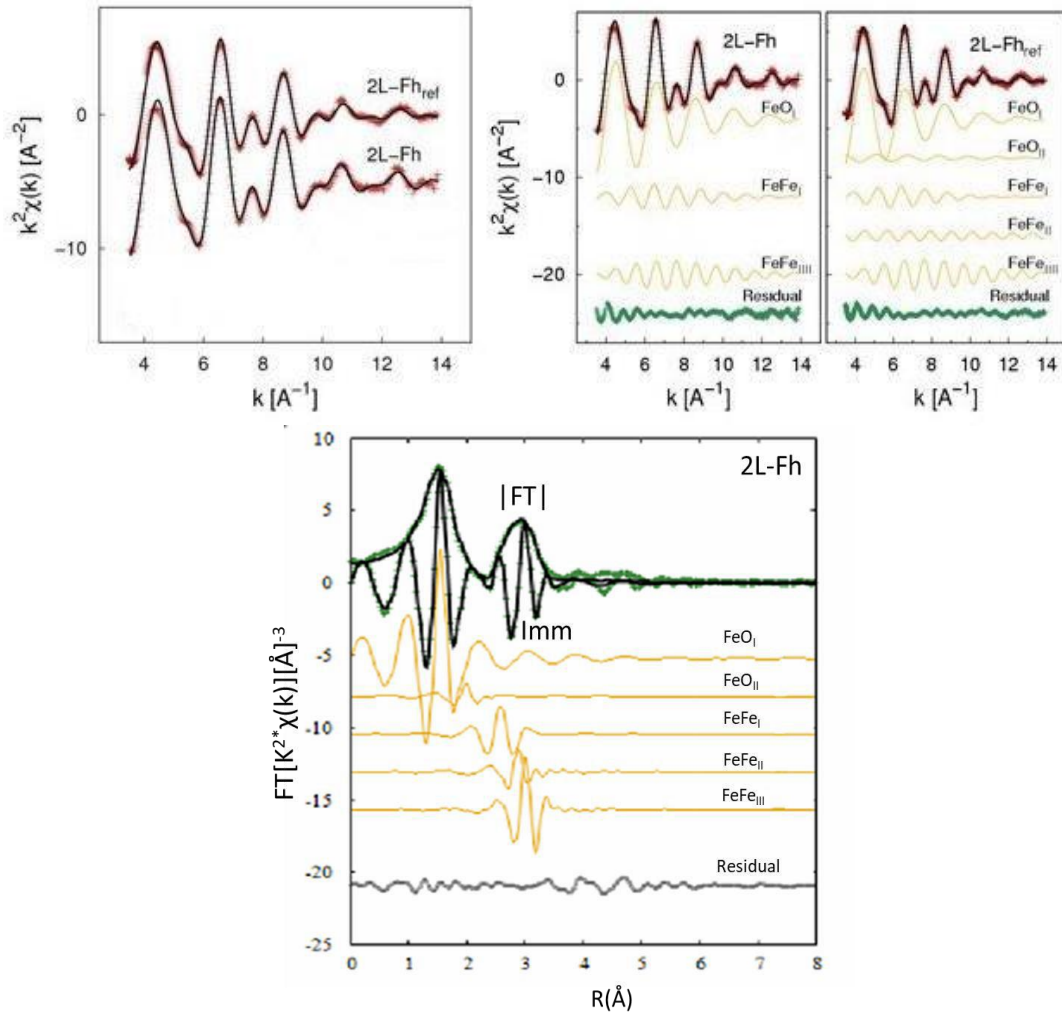 k²χ(k) [A⁻²]
0
−10
2L−Fh_ref
2L−Fh
4 6 8 10 12 14
k [A⁻¹]
k²χ(k) [A⁻²]
0
−10
−20
2L−Fh
FeO_I
FeFe_I
FeFe_IIII
Residual
4 6 8 10 12 14
k [A⁻¹]
2L−Fh_ref
FeO_I
FeO_II
FeFe_I
FeFe_II
FeFe_IIII
Residual
4 6 8 10 12 14
k [A⁻¹]
FT[K²*χ(k)][Å]⁻³
10
5
0
-5
-10
-15
-20
-25
2L-Fh
|FT|
Imm
FeO_I
FeO_II
FeFe_I
FeFe_II
FeFe_III
Residual
0 1 2 3 4 5 6 7 8
R(Å)